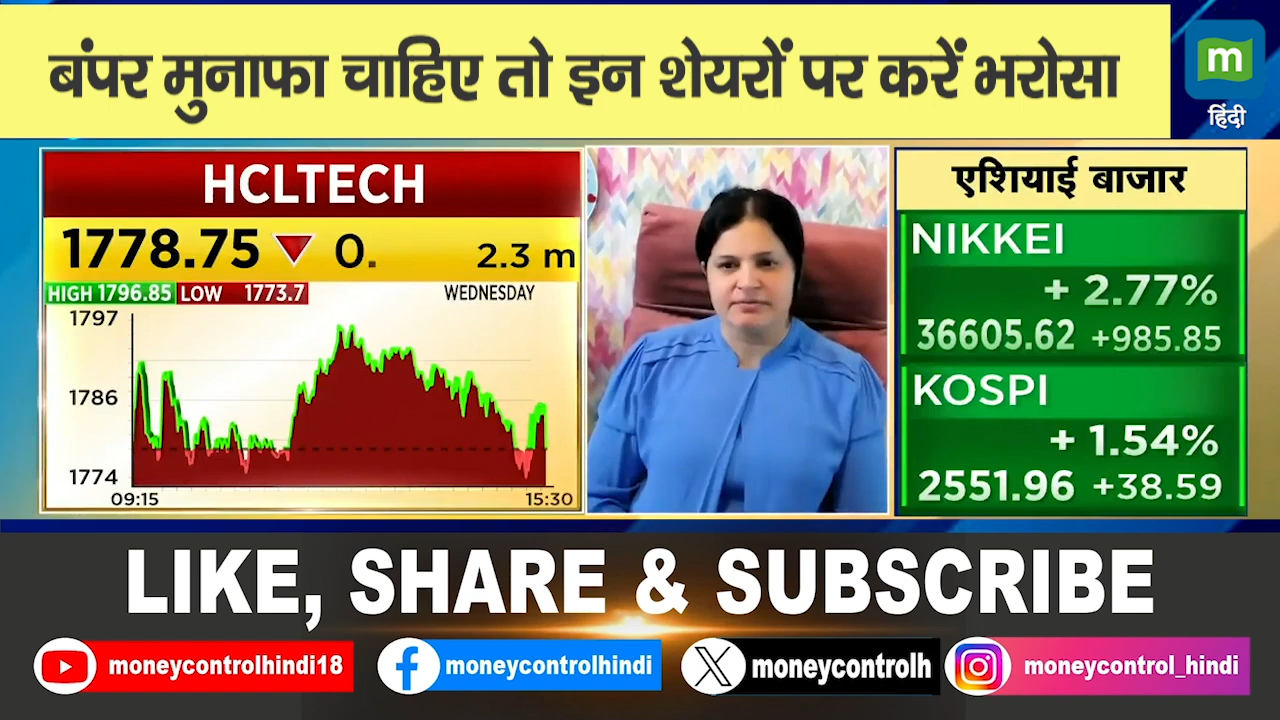 बंपर मुनाफा चाहिए तो इन शेयरों पर करें भरोसा
m
हिंदी
HCLTECH
1778.75 ▼ 0. 2.3 m
HIGH 1796.85 LOW 1773.7 WEDNESDAY
1797
1786
1774
09:15 15:30
एशियाई बाजार
NIKKEI
+ 2.77%
36605.62 +985.85
KOSPI
+ 1.54%
2551.96 +38.59
LIKE, SHARE & SUBSCRIBE
moneycontrolhindi18 moneycontrolhindi moneycontrolh moneycontrol_hindi